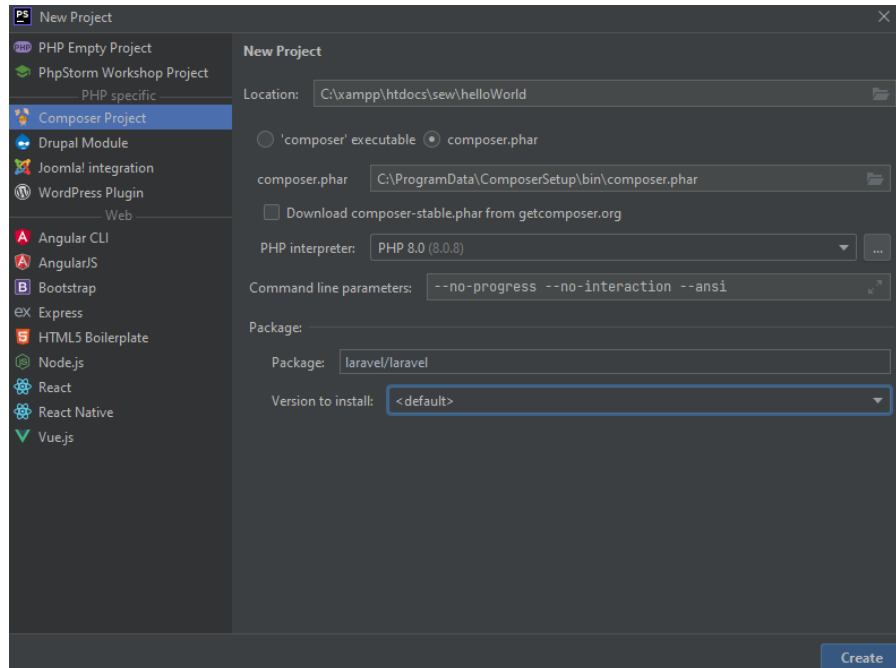 PS New Project
PHP PHP Empty Project
PhpStorm Workshop Project
PHP specific
Composer Project
Drupal Module
Joomla! integration
WordPress Plugin
Web
Angular CLI
AngularJS
B Bootstrap
ex Express
5 HTML5 Boilerplate
Node.js
React
React Native
Vue.js
New Project
Location: C:\xampp\htdocs\sew\helloWorld
'composer' executable composer.phar
composer.phar C:\ProgramData\ComposerSetup\bin\composer.phar
Download composer-stable.phar from getcomposer.org
PHP interpreter: PHP 8.0 (8.0.8) ...
Command line parameters: --no-progress --no-interaction --ansi
Package:
Package: laravel/laravel
Version to install: <default>
Create